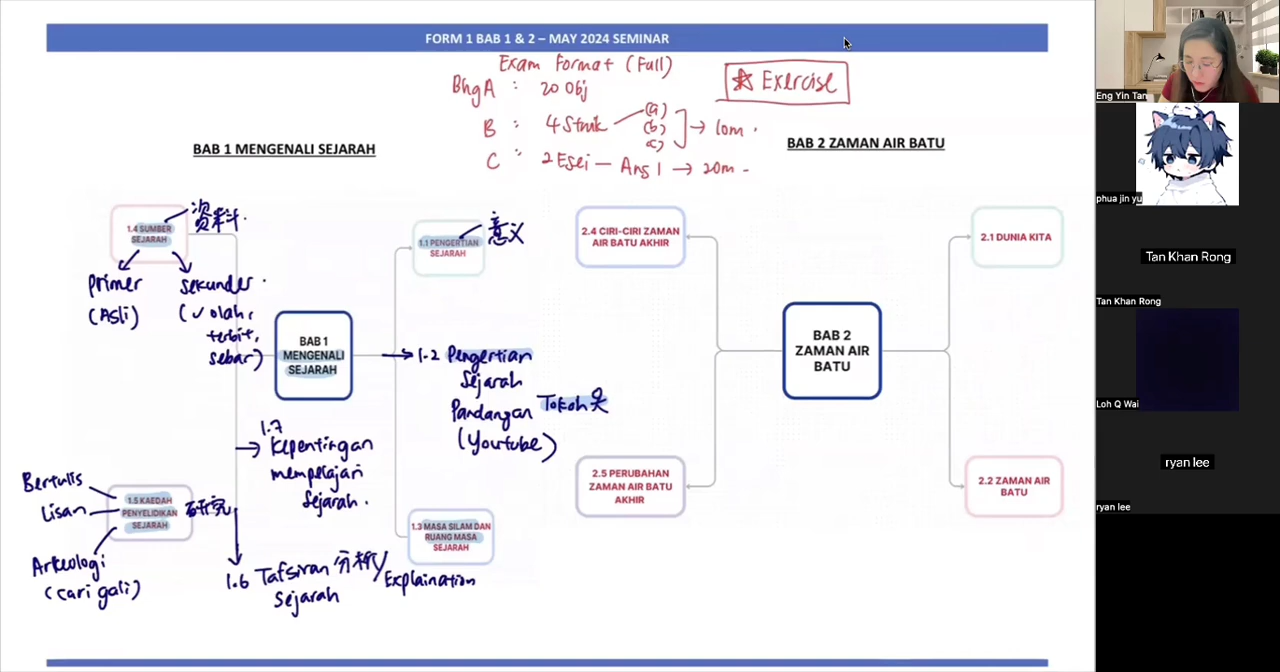 FORM 1 BAB 1 & 2 – MAY 2024 SEMINAR
Exam Format (Full)
BhgA : 20 Obj
B : 4 Struk (a) (b) (c) → 10m.
C : 2 Esei — Ans 1 → 20m -
☆ Exercise
BAB 1 MENGENALI SEJARAH
1.4 SUMBER
SEJARAH
资料.
primer
(Asli)
sekunder.
(✓ olah,
terbit,
sebar)
1.1 PENGERTIAN
SEJARAH
意义
BAB 1
MENGENALI
SEJARAH
1.2 Pengertian
Sejarah
Pandangan Tokoh 웃
(Youtube)
1.7
Kepentingan
mempelajari
Sejarah.
Bertulis
Lisan
Arkeologi
(cari gali)
1.5 KAEDAH
PENYELIDIKAN
SEJARAH
研究
1.6 Tafsiran 分析/
Sejarah
Explaination
1.3 MASA SILAM DAN
RUANG MASA
SEJARAH
BAB 2 ZAMAN AIR BATU
2.4 CIRI-CIRI ZAMAN
AIR BATU AKHIR
2.1 DUNIA KITA
BAB 2
ZAMAN AIR
BATU
2.5 PERUBAHAN
ZAMAN AIR BATU
AKHIR
2.2 ZAMAN AIR
BATU
Eng Yin Tan
phua jin yu
Tan Khan Rong
Tan Khan Rong
Loh Q Wai
ryan lee
ryan lee